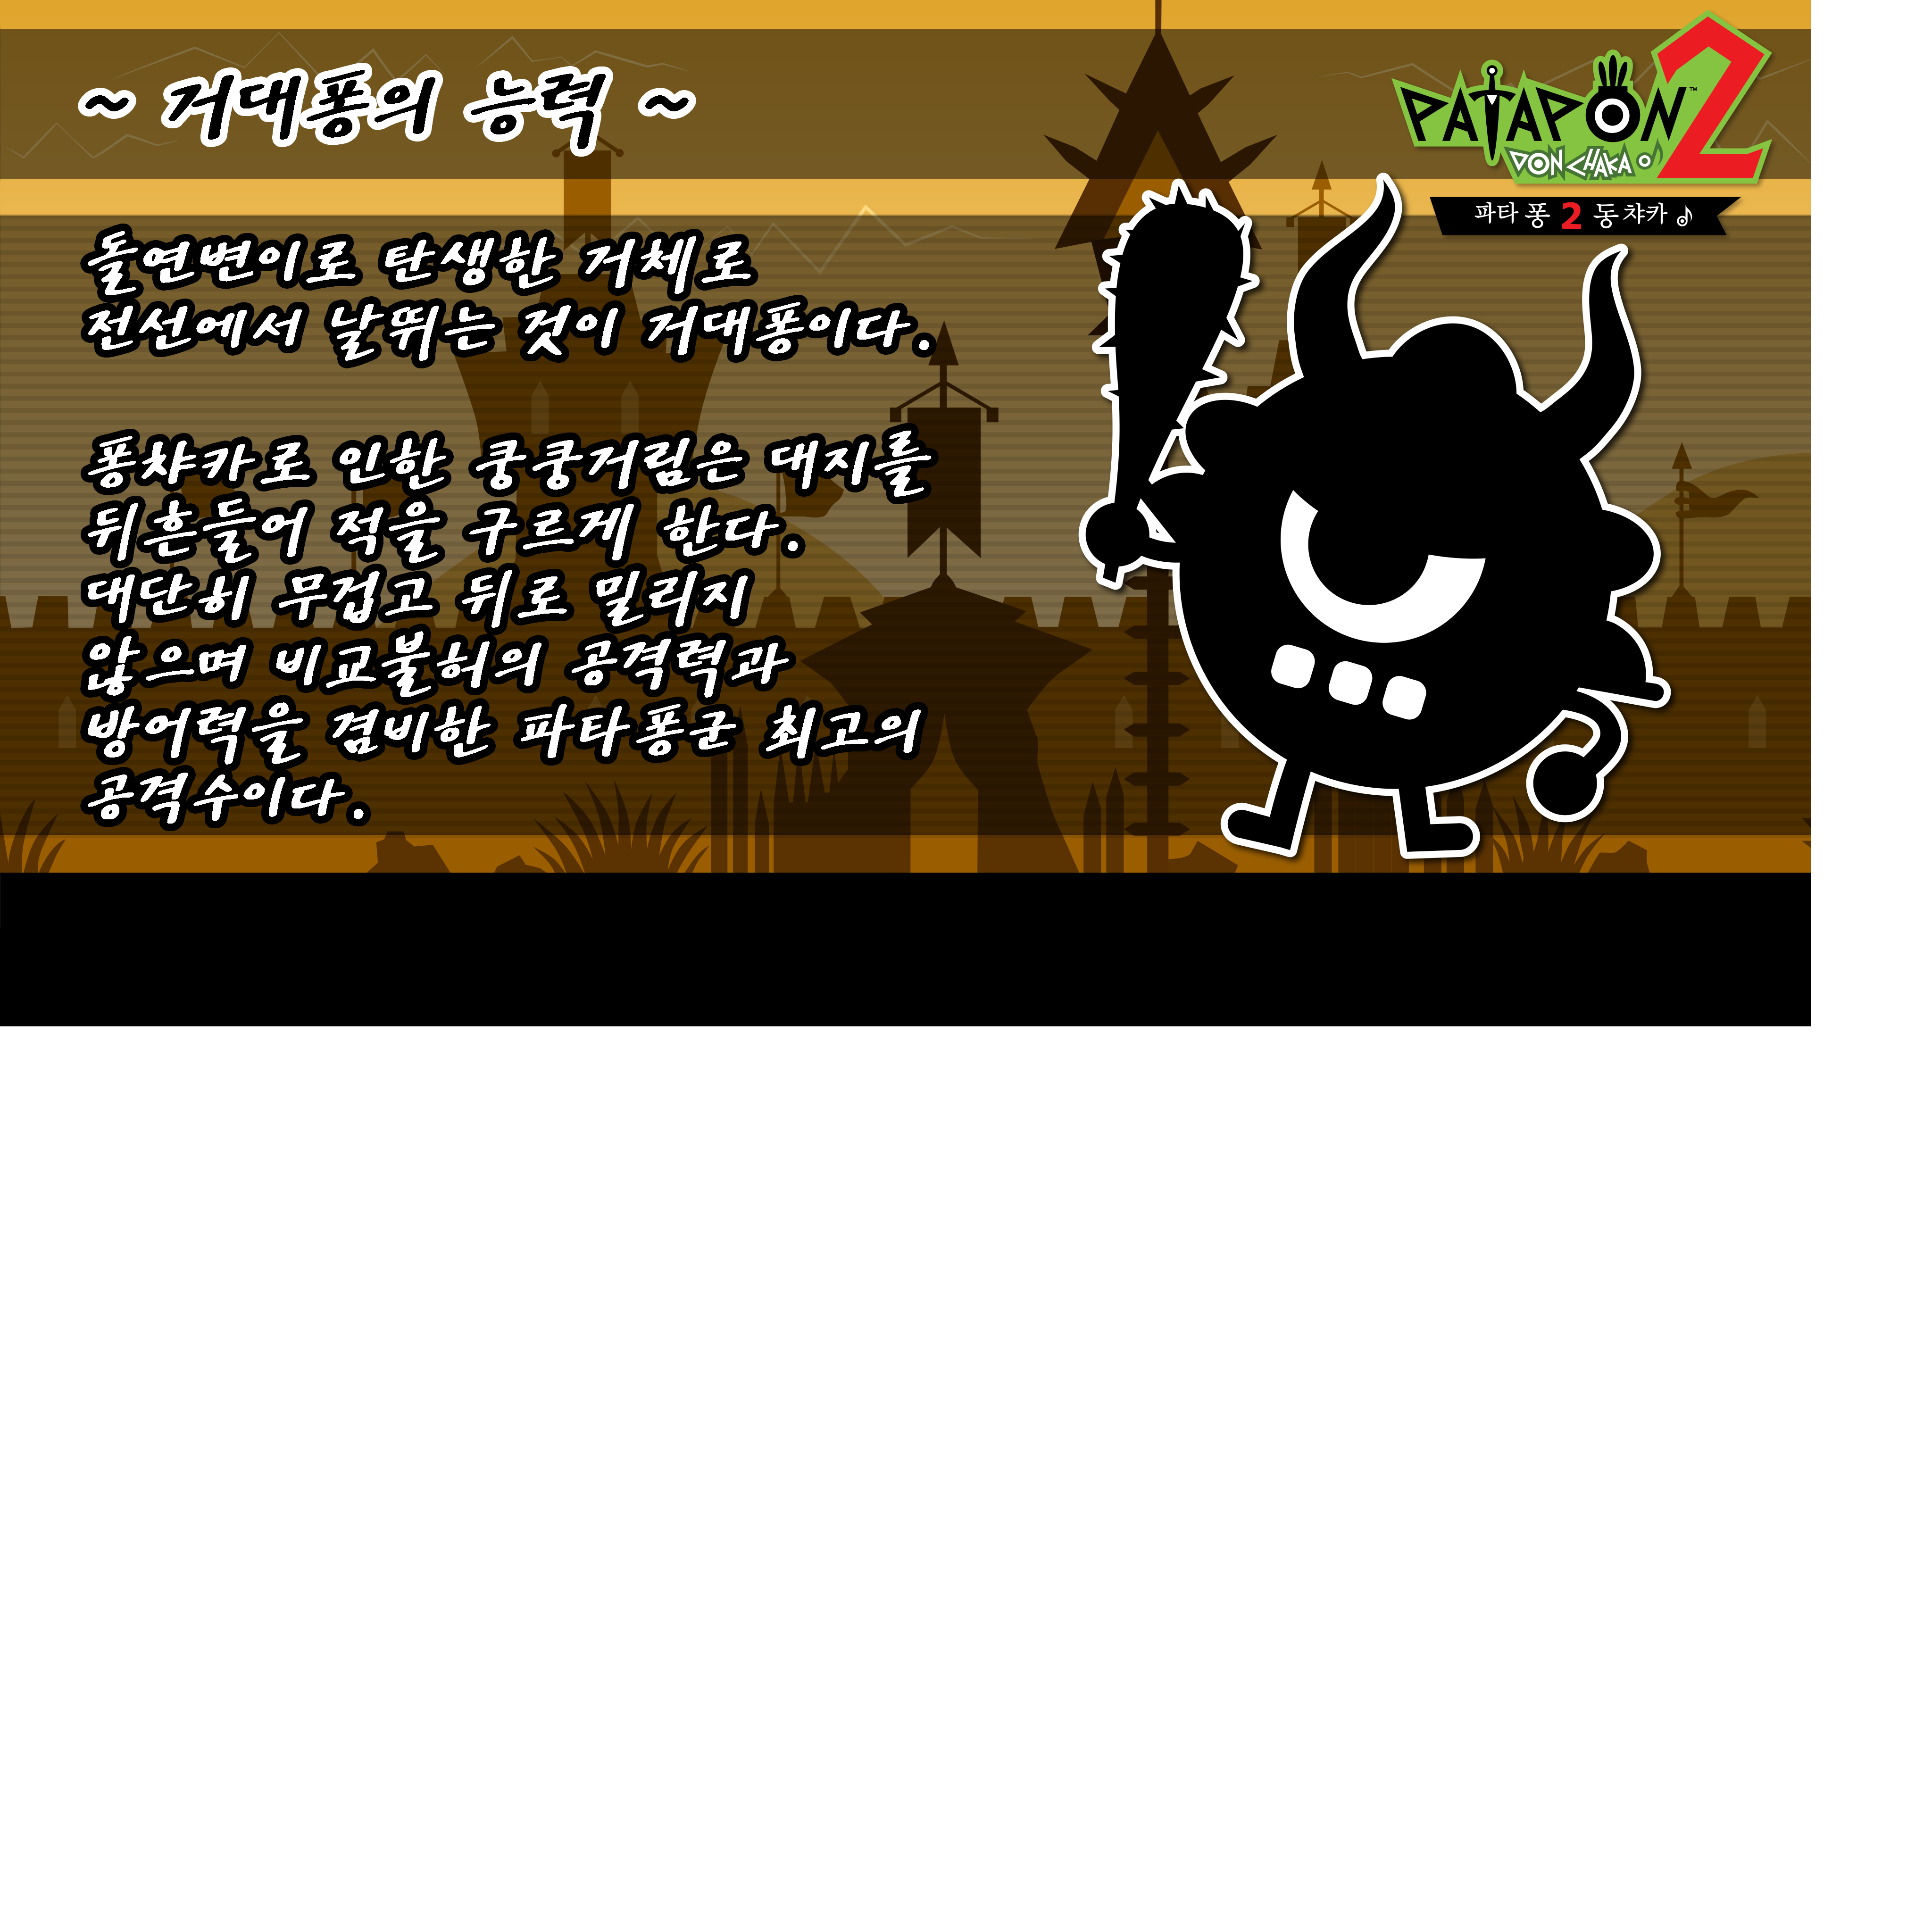 ~ 거대퐁의 능력 ~
PATAPON 2™
DON CHAKA♪
파타퐁 2 동챠카♪
돌연변이로 탄생한 거체로
전선에서 날뛰는 것이 거대퐁이다.
퐁챠카로 인한 쿵쿵거림은 대지를
뒤흔들어 적을 구르게 한다.
대단히 무겁고 뒤로 밀리지
않으며 비교불허의 공격력과
방어력을 겸비한 파타퐁군 최고의
공격수이다.